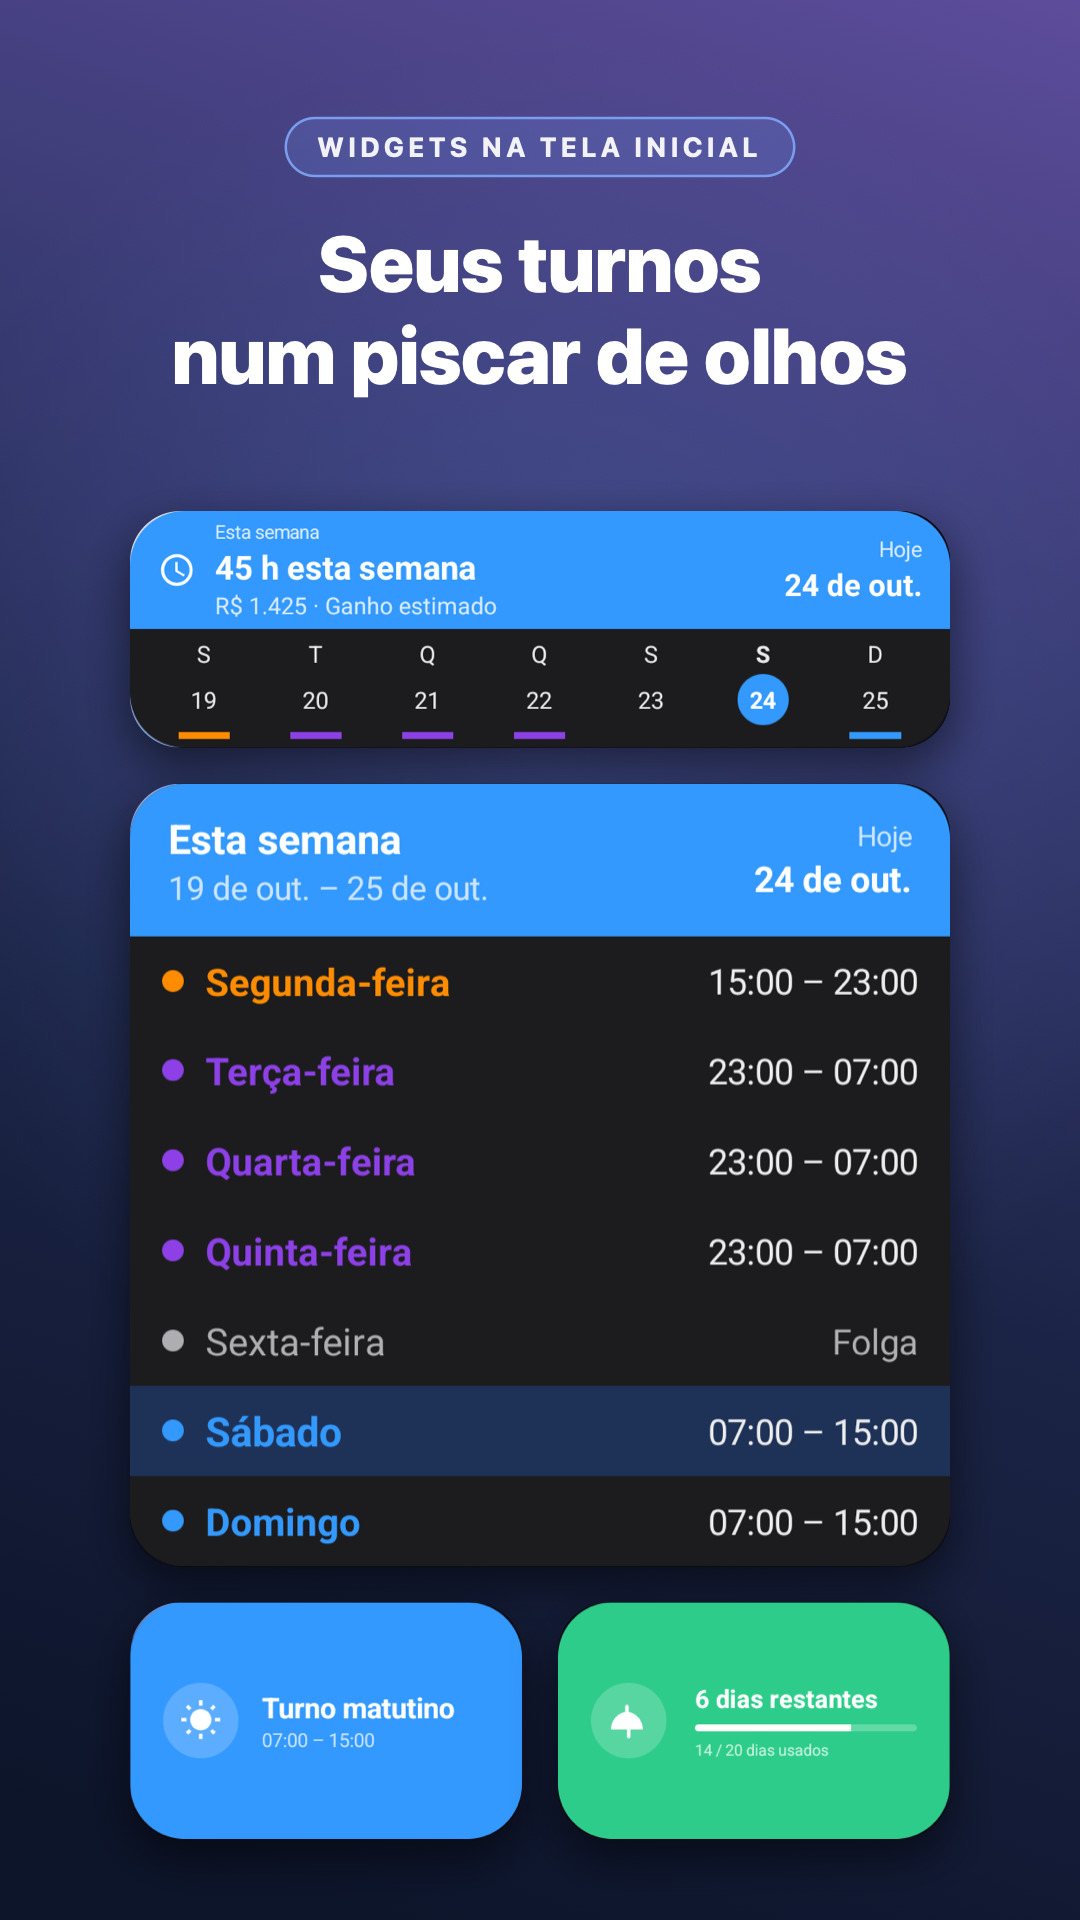 WIDGETS NA TELA INICIAL
Seus turnos
num piscar de olhos
Esta semana
45 h esta semana
R$ 1.425 · Ganho estimado
Hoje
24 de out.
S T Q Q S S D
19 20 21 22 23 24 25
Esta semana
19 de out. – 25 de out.
Hoje
24 de out.
Segunda-feira 15:00 – 23:00
Terça-feira 23:00 – 07:00
Quarta-feira 23:00 – 07:00
Quinta-feira 23:00 – 07:00
Sexta-feira Folga
Sábado 07:00 – 15:00
Domingo 07:00 – 15:00
Turno matutino
07:00 – 15:00
6 dias restantes
14 / 20 dias usados